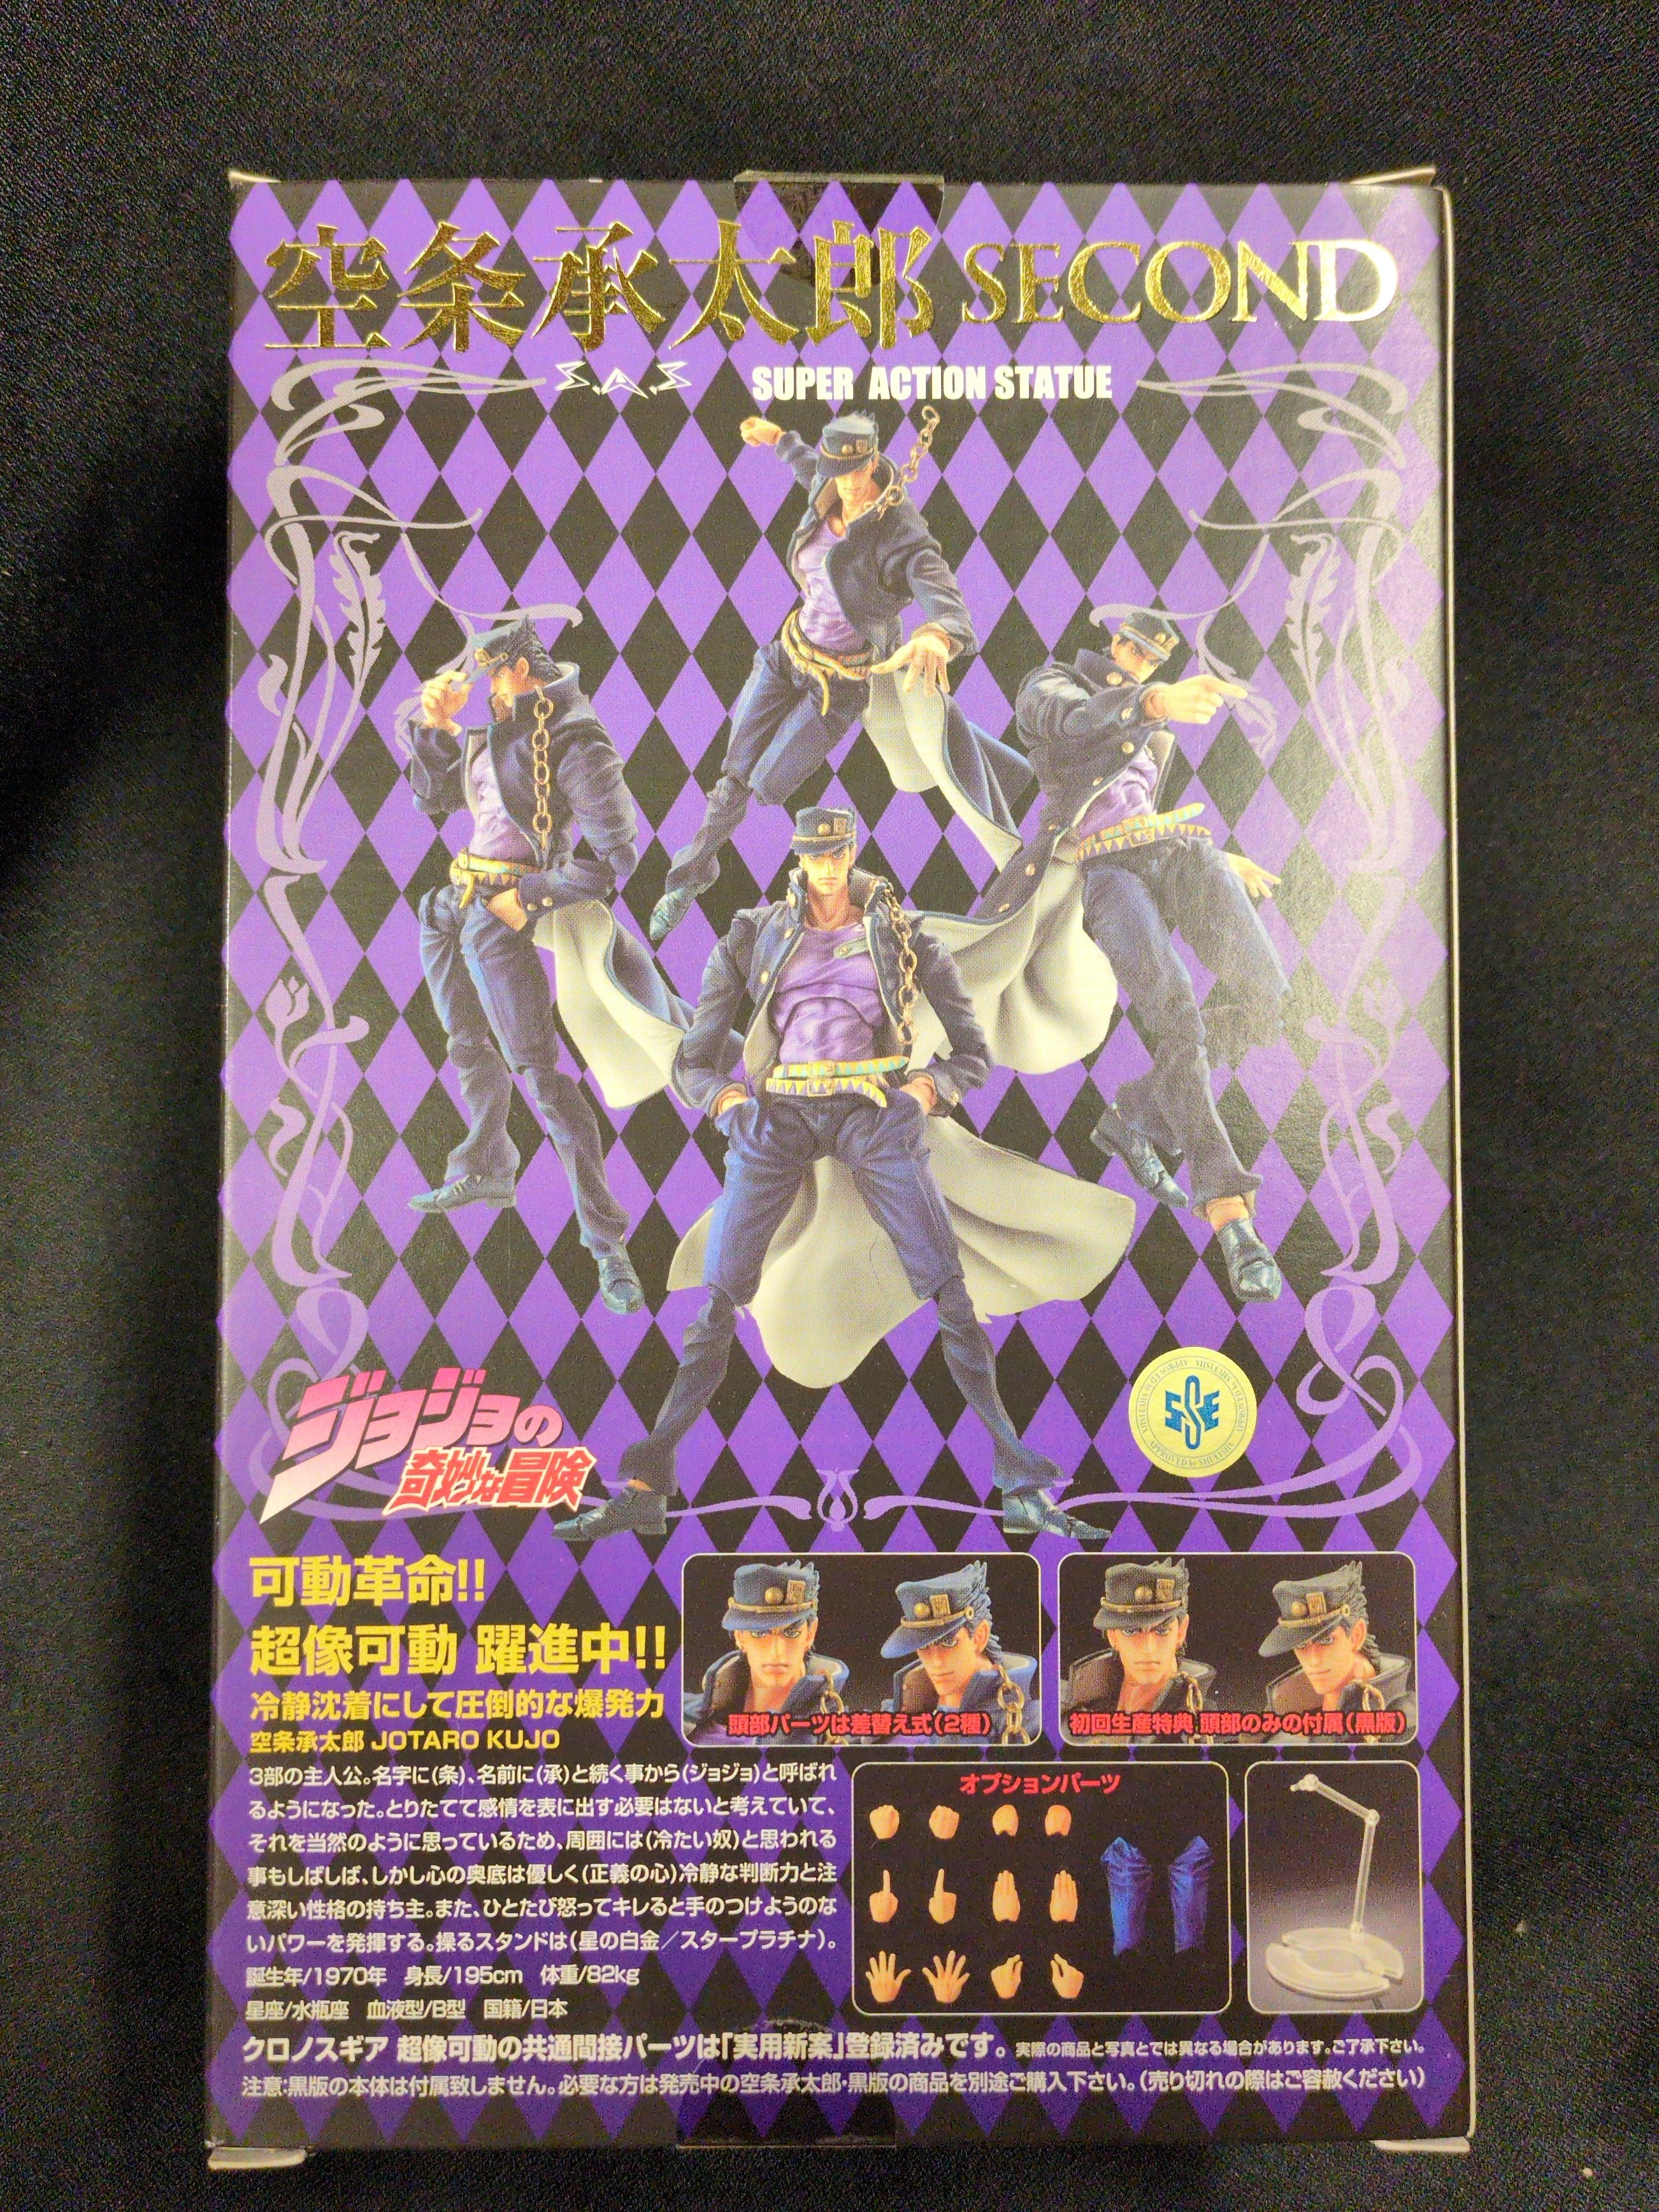 空条承太郎 SECOND
S.A.S SUPER ACTION STATUE
ジョジョの
奇妙な冒険
APPROVED by SHUEISHA
可動革命!!
超像可動 躍進中!!
冷静沈着にして圧倒的な爆発力
空条承太郎 JOTARO KUJO
3部の主人公。名字に(条)、名前に(承)と続く事から(ジョジョ)と呼ばれ
るようになった。とりたてて感情を表に出す必要はないと考えていて、
それを当然のように思っているため、周囲には(冷たい奴)と思われる
事もしばしば、しかし心の奥底は優しく(正義の心)冷静な判断力と注
意深い性格の持ち主。また、ひとたび怒ってキレると手のつけようのな
いパワーを発揮する。操るスタンドは(星の白金/スタープラチナ)。
誕生年/1970年 身長/195cm 体重/82kg
星座/水瓶座 血液型/B型 国籍/日本
頭部パーツは差替え式(2種)
初回生産特典 頭部のみの付属(黒版)
オプションパーツ
クロノスギア 超像可動の共通間接パーツは「実用新案」登録済みです。 実際の商品と写真とでは異なる場合があります。ご了承下さい。
注意:黒版の本体は付属致しません。必要な方は発売中の空条承太郎・黒版の商品を別途ご購入下さい。(売り切れの際はご容赦ください)